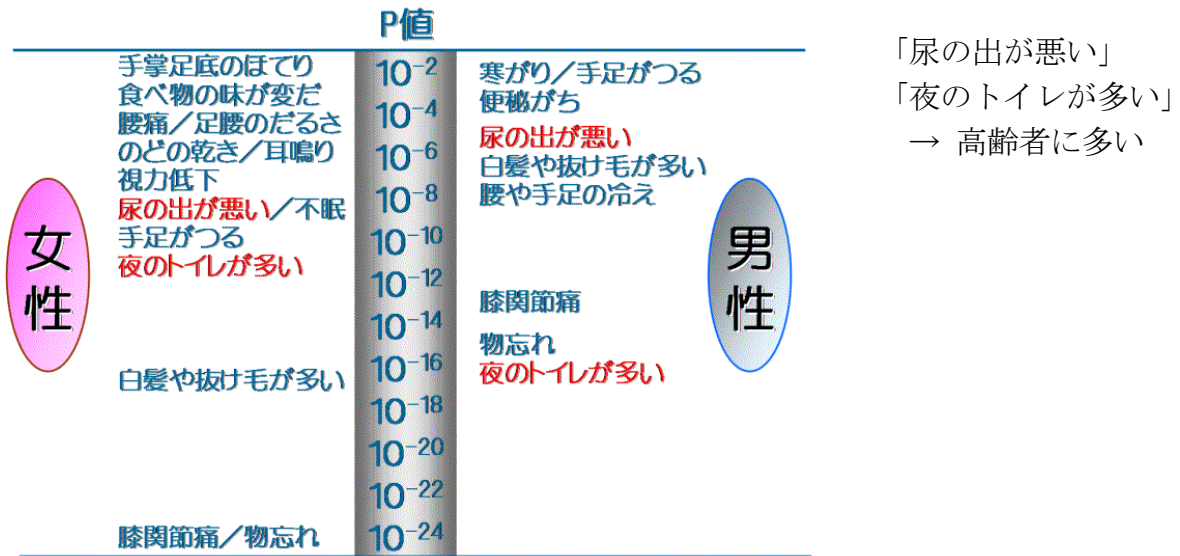 P値
手掌足底のほてり
食べ物の味が変だ
腰痛／足腰のだるさ
のどの乾き／耳鳴り
視力低下
尿の出が悪い／不眠
手足がつる
夜のトイレが多い
白髪や抜け毛が多い
膝関節痛／物忘れ
女性
10⁻²
10⁻⁴
10⁻⁶
10⁻⁸
10⁻¹⁰
10⁻¹²
10⁻¹⁴
10⁻¹⁶
10⁻¹⁸
10⁻²⁰
10⁻²²
10⁻²⁴
寒がり／手足がつる
便秘がち
尿の出が悪い
白髪や抜け毛が多い
腰や手足の冷え
膝関節痛
物忘れ
夜のトイレが多い
男性
「尿の出が悪い」
「夜のトイレが多い」
→ 高齢者に多い